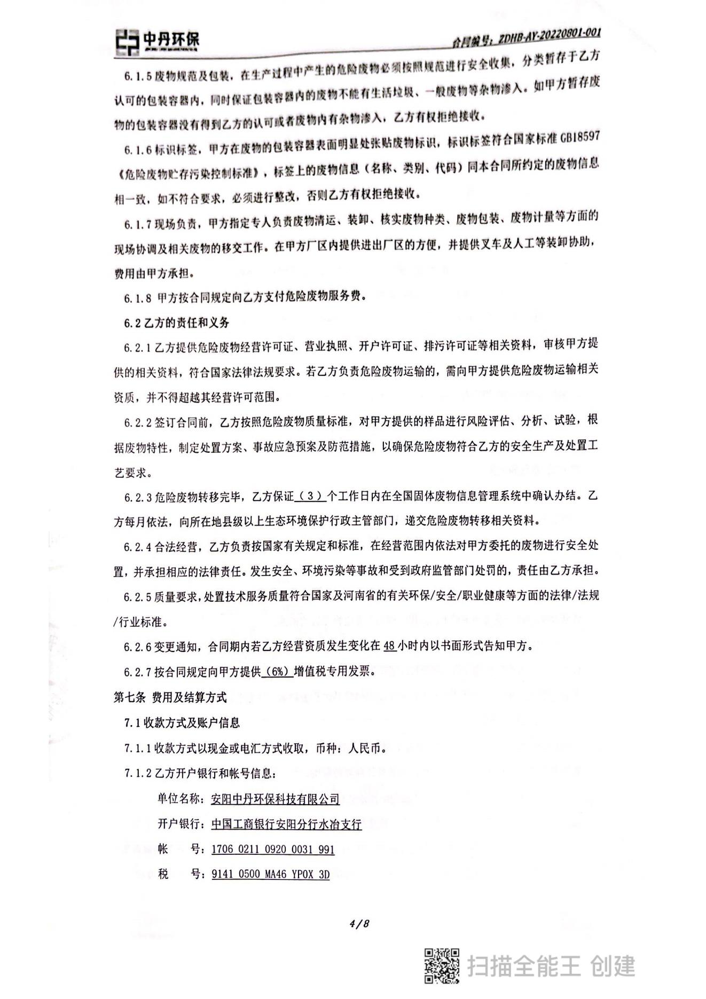 中丹环保
合同编号：ZDHB-AY-20220801-001
6.1.5 废物规范及包装，在生产过程中产生的危险废物必须按照规范进行安全收集，分类暂存于乙方
认可的包装容器内，同时保证包装容器内的废物不能有生活垃圾、一般废物等杂物渗入。如甲方暂存废
物的包装容器没有得到乙方的认可或者废物内有杂物渗入，乙方有权拒绝接收。
6.1.6 标识标签，甲方在废物的包装容器表面明显处张贴废物标识，标识标签符合国家标准 GB18597
《危险废物贮存污染控制标准》，标签上的废物信息（名称、类别、代码）同本合同所约定的废物信息
相一致，如不符合要求，必须进行整改，否则乙方有权拒绝接收。
6.1.7 现场负责，甲方指定专人负责废物清运、装卸、核实废物种类、废物包装、废物计量等方面的
现场协调及相关废物的移交工作。在甲方厂区内提供进出厂区的方便，并提供叉车及人工等装卸协助，
费用由甲方承担。
6.1.8 甲方按合同规定向乙方支付危险废物服务费。
6.2 乙方的责任和义务
6.2.1 乙方提供危险废物经营许可证、营业执照、开户许可证、排污许可证等相关资料，审核甲方提
供的相关资料，符合国家法律法规要求。若乙方负责危险废物运输的，需向甲方提供危险废物运输相关
资质，并不得超越其经营许可范围。
6.2.2 签订合同前，乙方按照危险废物质量标准，对甲方提供的样品进行风险评估、分析、试验，根
据废物特性，制定处置方案、事故应急预案及防范措施，以确保危险废物符合乙方的安全生产及处置工
艺要求。
6.2.3 危险废物转移完毕，乙方保证（3）个工作日内在全国固体废物信息管理系统中确认办结。乙
方每月依法，向所在地县级以上生态环境保护行政主管部门，递交危险废物转移相关资料。
6.2.4 合法经营，乙方负责按国家有关规定和标准，在经营范围内依法对甲方委托的废物进行安全处
置，并承担相应的法律责任。发生安全、环境污染等事故和受到政府监管部门处罚的，责任由乙方承担。
6.2.5 质量要求，处置技术服务质量符合国家及河南省的有关环保/安全/职业健康等方面的法律/法规
/行业标准。
6.2.6 变更通知，合同期内若乙方经营资质发生变化在 48 小时内以书面形式告知甲方。
6.2.7 按合同规定向甲方提供（6%）增值税专用发票。
第七条 费用及结算方式
7.1 收款方式及账户信息
7.1.1 收款方式以现金或电汇方式收取，币种：人民币。
7.1.2 乙方开户银行和帐号信息：
单位名称：安阳中丹环保科技有限公司
开户银行：中国工商银行安阳分行水冶支行
帐 号：1706 0211 0920 0031 991
税 号：9141 0500 MA46 YP0X 3D
4/8
扫描全能王 创建